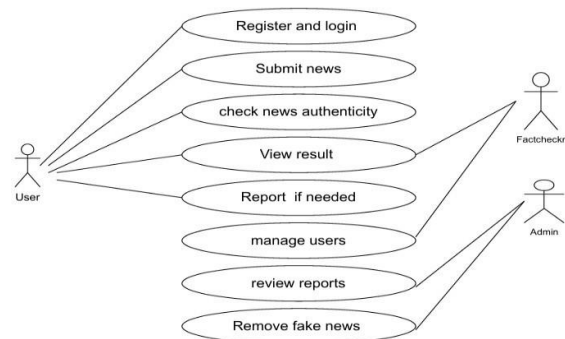 Register and login
Submit news
check news authenticity
View result
Report if needed
manage users
review reports
Remove fake news
User
Factcheckr
Admin